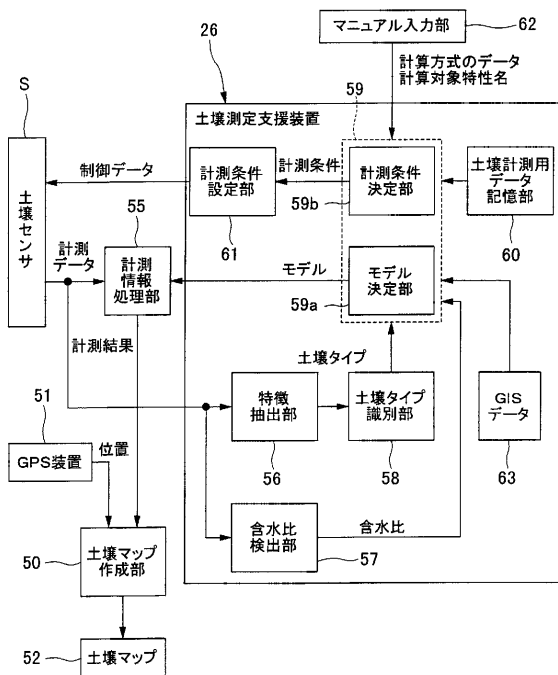 マニュアル入力部
62
26
計算方式のデータ
計算対象特性名
59
S
土壌測定支援装置
制御データ
計測条件
設定部
計測条件
計測条件
決定部
59b
土壌計測用
データ
記憶部
土壌センサ
55
61
60
計測
データ
計測
情報
処理部
モデル
モデル
決定部
59a
計測結果
土壌タイプ
51
特徴
抽出部
土壌タイプ
識別部
GIS
データ
GPS装置
位置
56
58
63
50
土壌マップ
作成部
含水比
検出部
含水比
57
52
土壌マップ